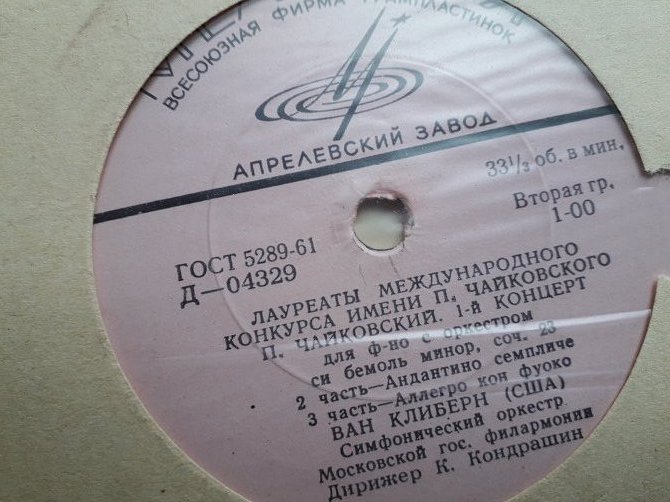 ВСЕСОЮЗНАЯ ФИРМА ГРАМПЛАСТИНОК
АПРЕЛЕВСКИЙ ЗАВОД
33⅓ об. в мин.
Вторая гр.
1-00
ГОСТ 5289-61
Д—04329
ЛАУРЕАТЫ МЕЖДУНАРОДНОГО
КОНКУРСА ИМЕНИ П. ЧАЙКОВСКОГО
П. ЧАЙКОВСКИЙ. 1-й КОНЦЕРТ
для ф-но с оркестром
си бемоль минор, соч. 23
2 часть—Андантино семпличе
3 часть—Аллегро кон фуоко
ВАН КЛИБЕРН (США)
Симфонический оркестр
Московской гос. филармонии
Дирижер К. Кондрашин